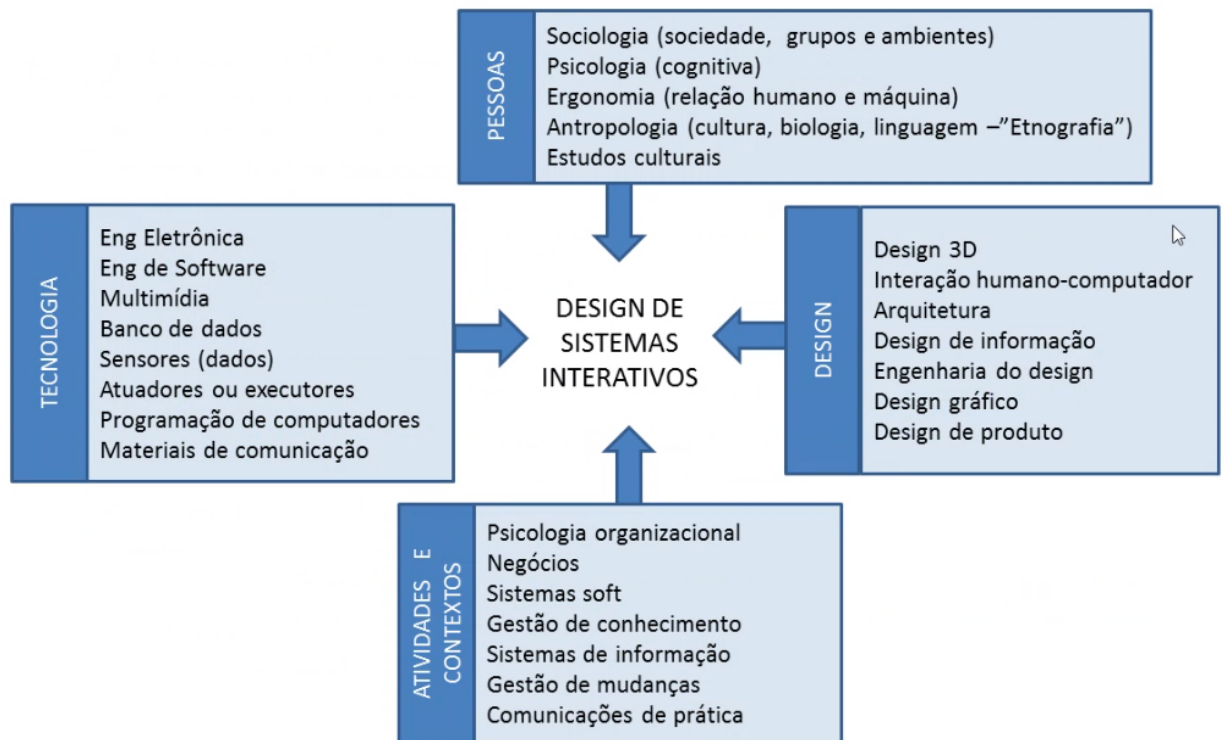 PESSOAS
Sociologia (sociedade,  grupos e ambientes)
Psicologia (cognitiva)
Ergonomia (relação humano e máquina)
Antropologia (cultura, biologia, linguagem –”Etnografia”)
Estudos culturais
TECNOLOGIA
Eng Eletrônica
Eng de Software
Multimídia
Banco de dados
Sensores (dados)
Atuadores ou executores
Programação de computadores
Materiais de comunicação
DESIGN DE
SISTEMAS
INTERATIVOS
DESIGN
Design 3D
Interação humano-computador
Arquitetura
Design de informação
Engenharia do design
Design gráfico
Design de produto
ATIVIDADES  E
CONTEXTOS
Psicologia organizacional
Negócios
Sistemas soft
Gestão de conhecimento
Sistemas de informação
Gestão de mudanças
Comunicações de prática